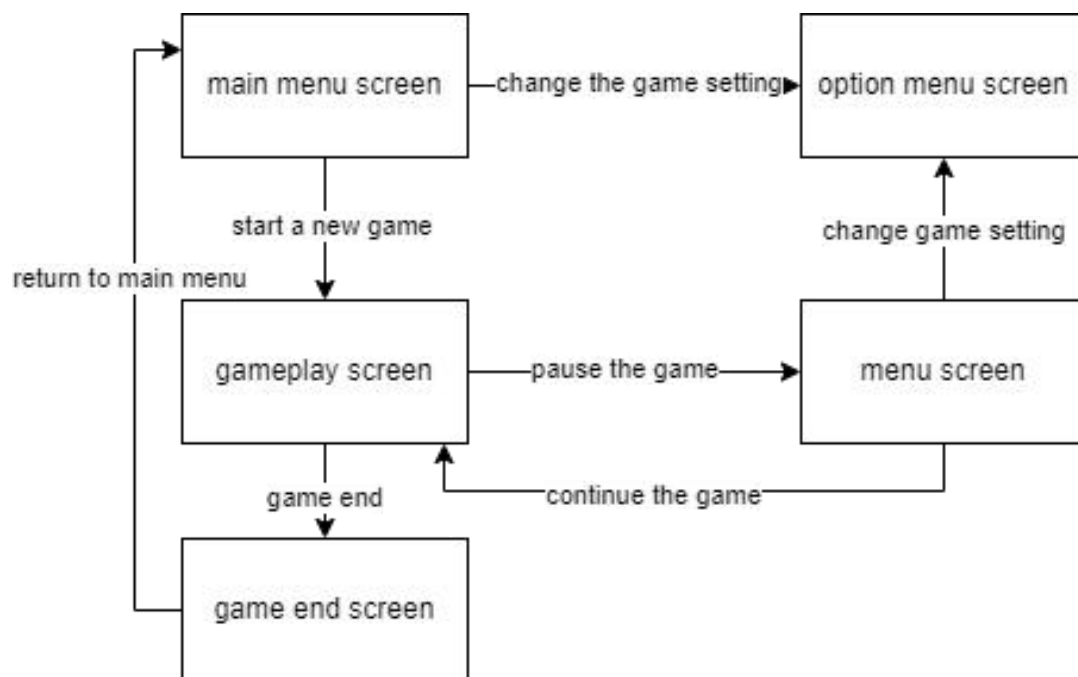 main menu screen
change the game setting
option menu screen
start a new game
change game setting
return to main menu
gameplay screen
pause the game
menu screen
game end
continue the game
game end screen